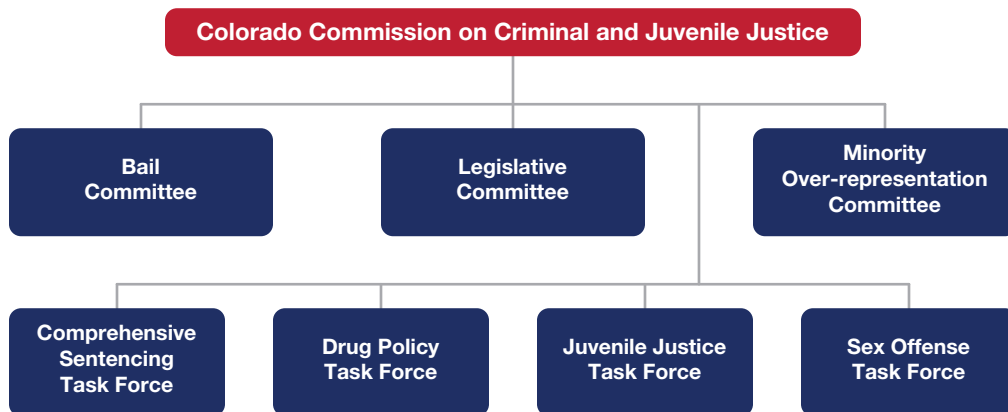 Colorado Commission on Criminal and Juvenile Justice
Bail
Committee
Legislative
Committee
Minority
Over-representation
Committee
Comprehensive
Sentencing
Task Force
Drug Policy
Task Force
Juvenile Justice
Task Force
Sex Offense
Task Force